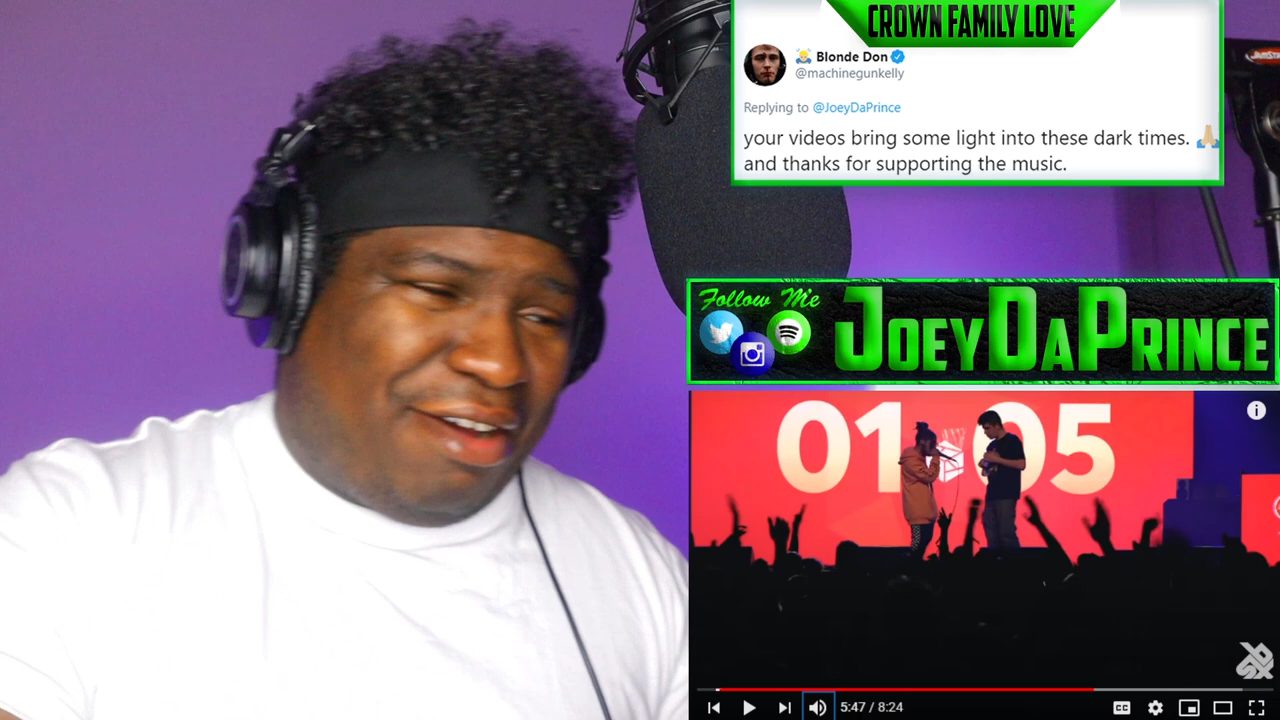 CROWN FAMILY LOVE
Blonde Don
@machinegunkelly
Replying to @JoeyDaPrince
your videos bring some light into these dark times. 🙏🏼
and thanks for supporting the music.
Follow Me
JOEYDAPRINCE
01:05
5:47 / 8:24
CC